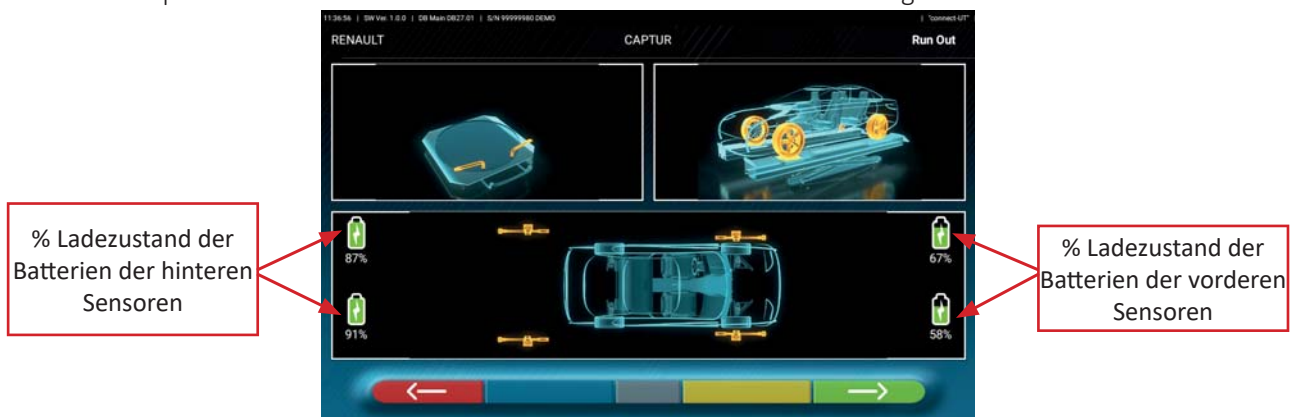 11:36:56 | SW Ver. 1.0.0 | DB Main DB27.01 | S/N 99999980 DEMO | "connect-UT"
RENAULT CAPTUR Run Out
% Ladezustand der
Batterien der hinteren
Sensoren
87%
91%
67%
58%
% Ladezustand der
Batterien der vorderen
Sensoren